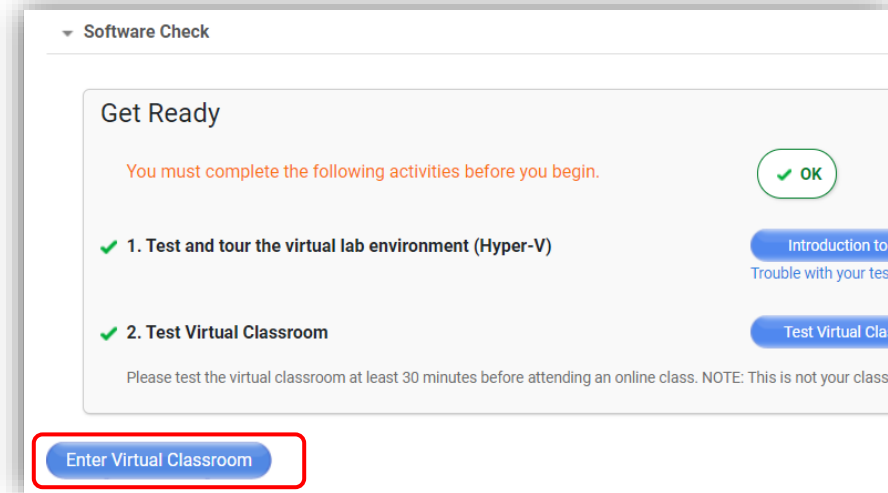 Software Check
Get Ready
You must complete the following activities before you begin.
OK
1. Test and tour the virtual lab environment (Hyper-V)
Introduction to
Trouble with your tes
2. Test Virtual Classroom
Test Virtual Cla
Please test the virtual classroom at least 30 minutes before attending an online class. NOTE: This is not your class
Enter Virtual Classroom